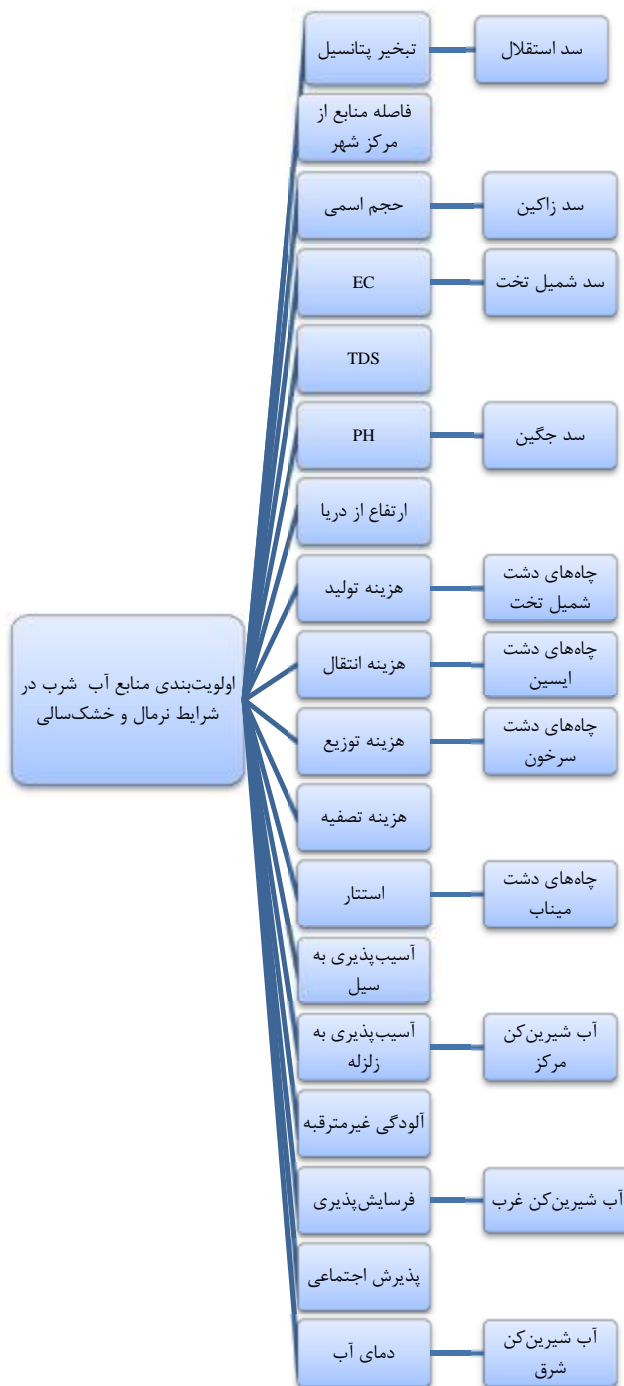 تبخیر پتانسیل
سد استقلال
فاصله منابع از
مرکز شهر
حجم اسمی
سد زاکین
EC
سد شمیل تخت
TDS
PH
سد جگین
ارتفاع از دریا
هزینه تولید
چاه‌های دشت
شمیل تخت
اولویت‌بندی منابع آب شرب در
شرایط نرمال و خشک‌سالی
هزینه انتقال
چاه‌های دشت
ایسین
هزینه توزیع
چاه‌های دشت
سرخون
هزینه تصفیه
استتار
چاه‌های دشت
میناب
آسیب‌پذیری به
سیل
آسیب‌پذیری به
زلزله
آب شیرین‌کن
مرکز
آلودگی غیرمترقبه
فرسایش‌پذیری
آب شیرین‌کن غرب
پذیرش اجتماعی
دمای آب
آب شیرین‌کن
شرق